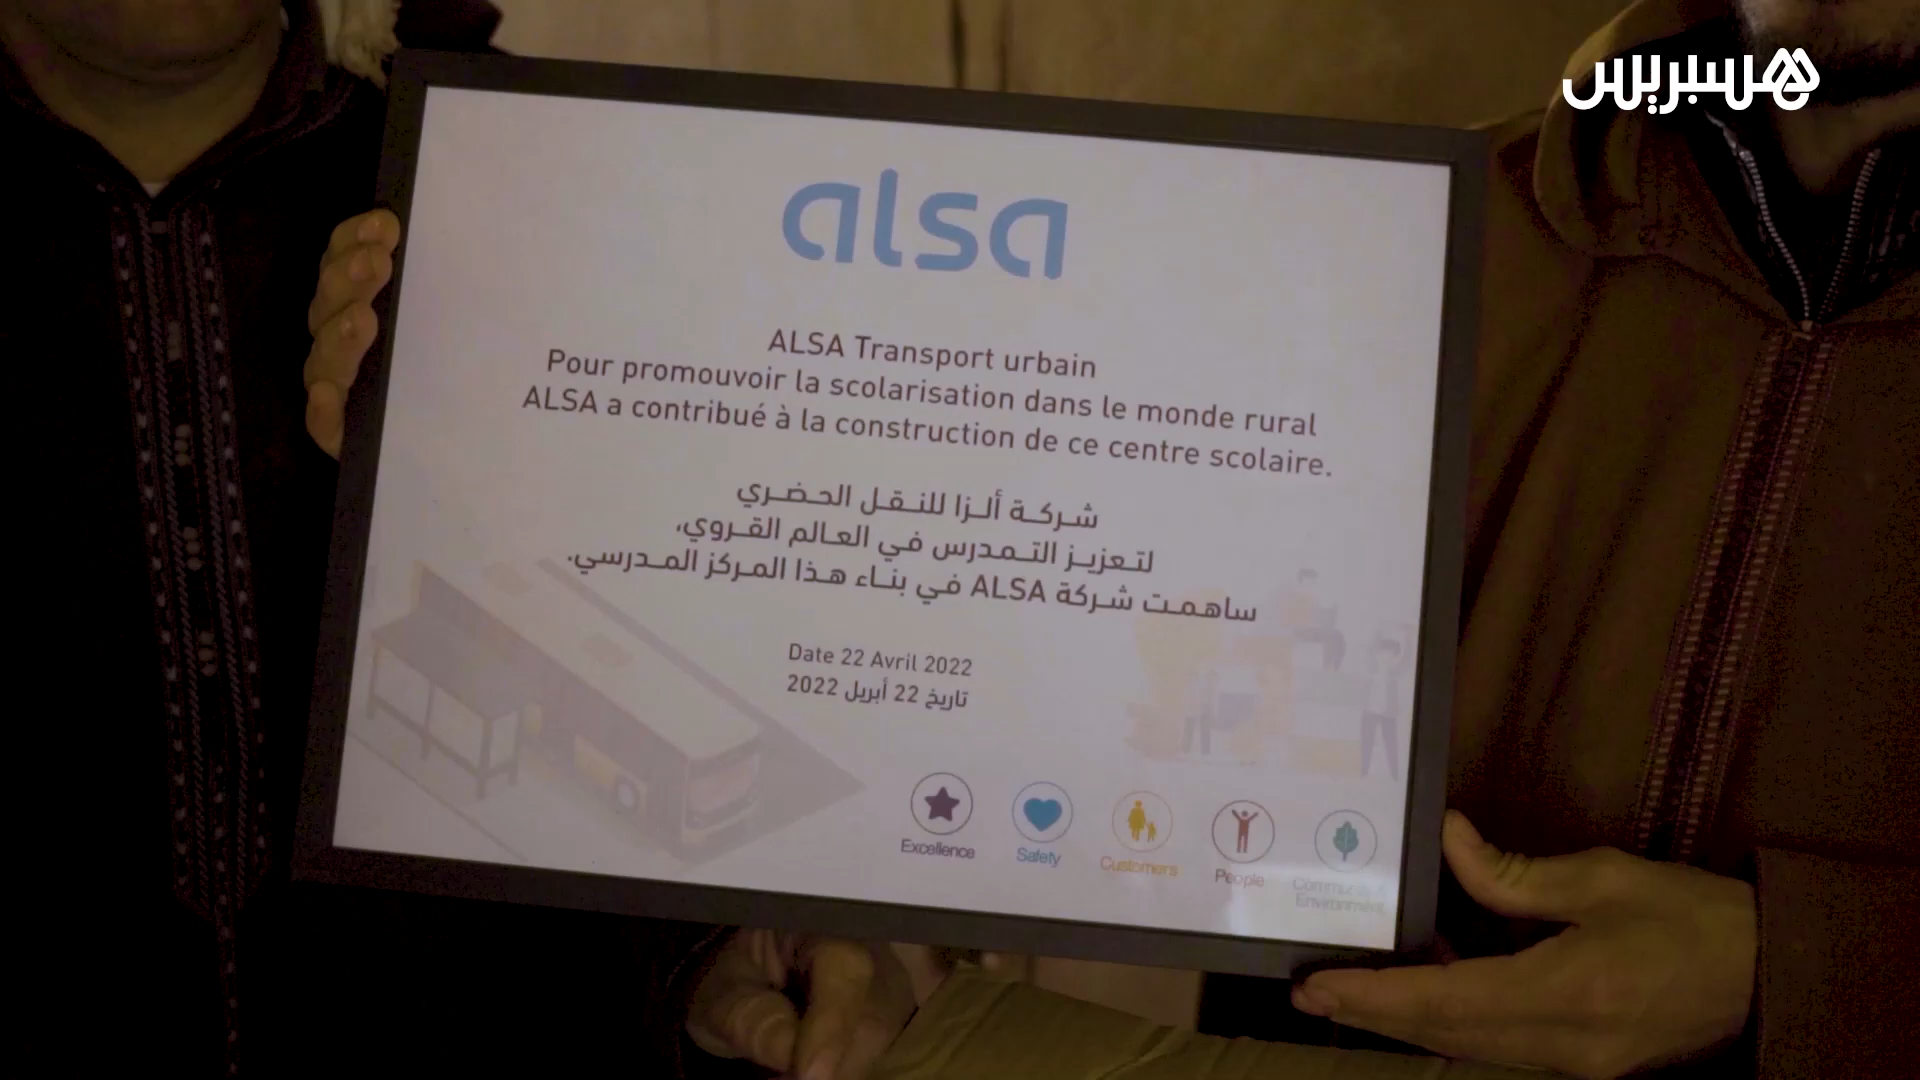 هسبريس
alsa
ALSA Transport urbain
Pour promouvoir la scolarisation dans le monde rural
ALSA a contribué à la construction de ce centre scolaire.
شركة ألزا للنقل الحضري
لتعزيز التمدرس في العالم القروي،
ساهمت شركة ALSA في بناء هذا المركز المدرسي.
Date 22 Avril 2022
تاريخ 22 أبريل 2022
Excellence
Safety
Customers
People
Environment